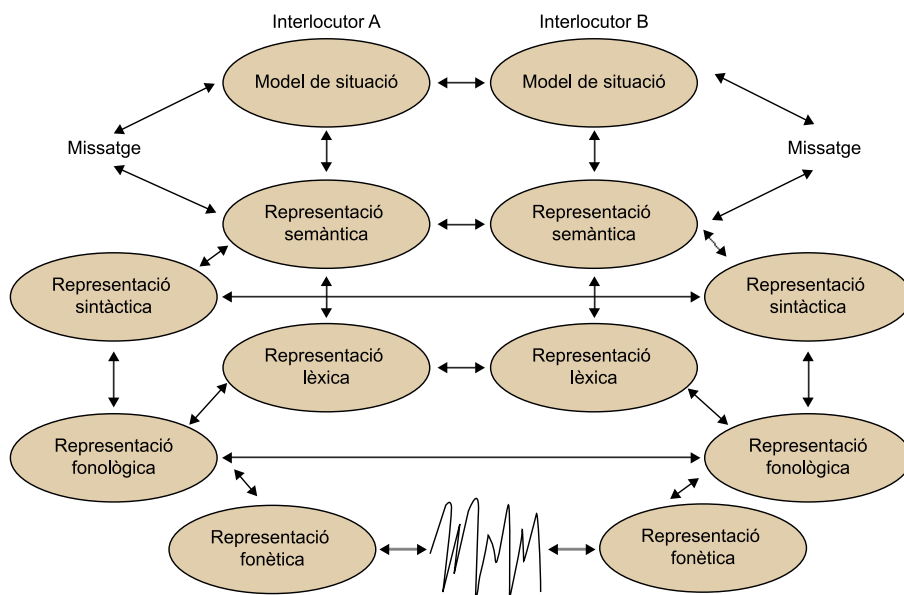 Interlocutor A
Interlocutor B
Model de situació
Model de situació
Missatge
Missatge
Representació
semàntica
Representació
semàntica
Representació
sintàctica
Representació
sintàctica
Representació
lèxica
Representació
lèxica
Representació
fonològica
Representació
fonològica
Representació
fonètica
Representació
fonètica